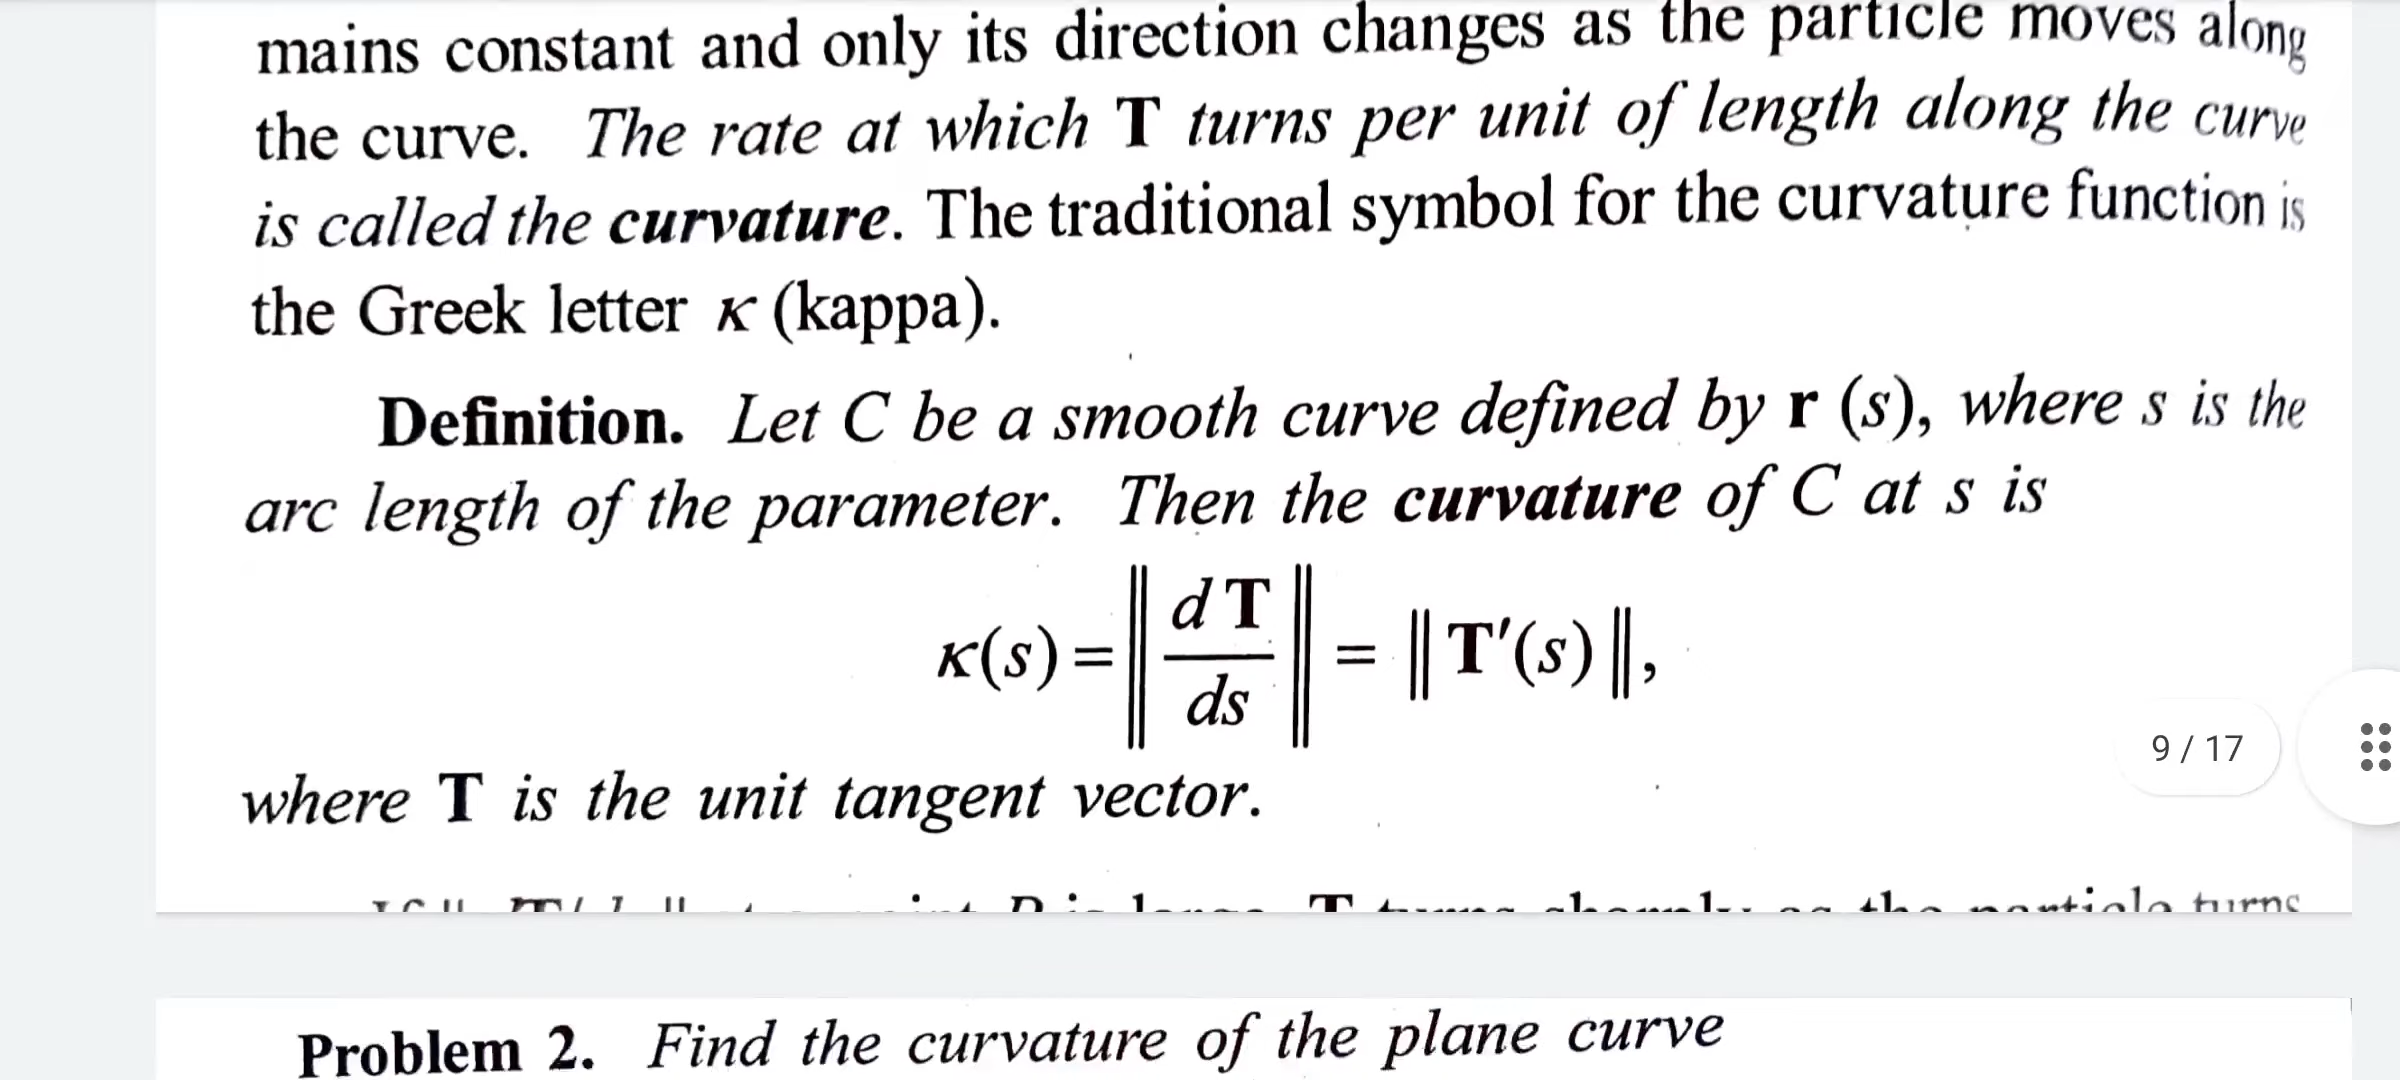 mains constant and only its direction changes as the particle moves along
the curve. The rate at which T turns per unit of length along the curve
is called the curvature. The traditional symbol for the curvature function is
the Greek letter κ (kappa).
Definition. Let C be a smooth curve defined by r (s), where s is the
arc length of the parameter. Then the curvature of C at s is
κ(s) = ‖dT/ds‖ = ‖T′(s)‖,
9 / 17
where T is the unit tangent vector.
turns
Problem 2. Find the curvature of the plane curve